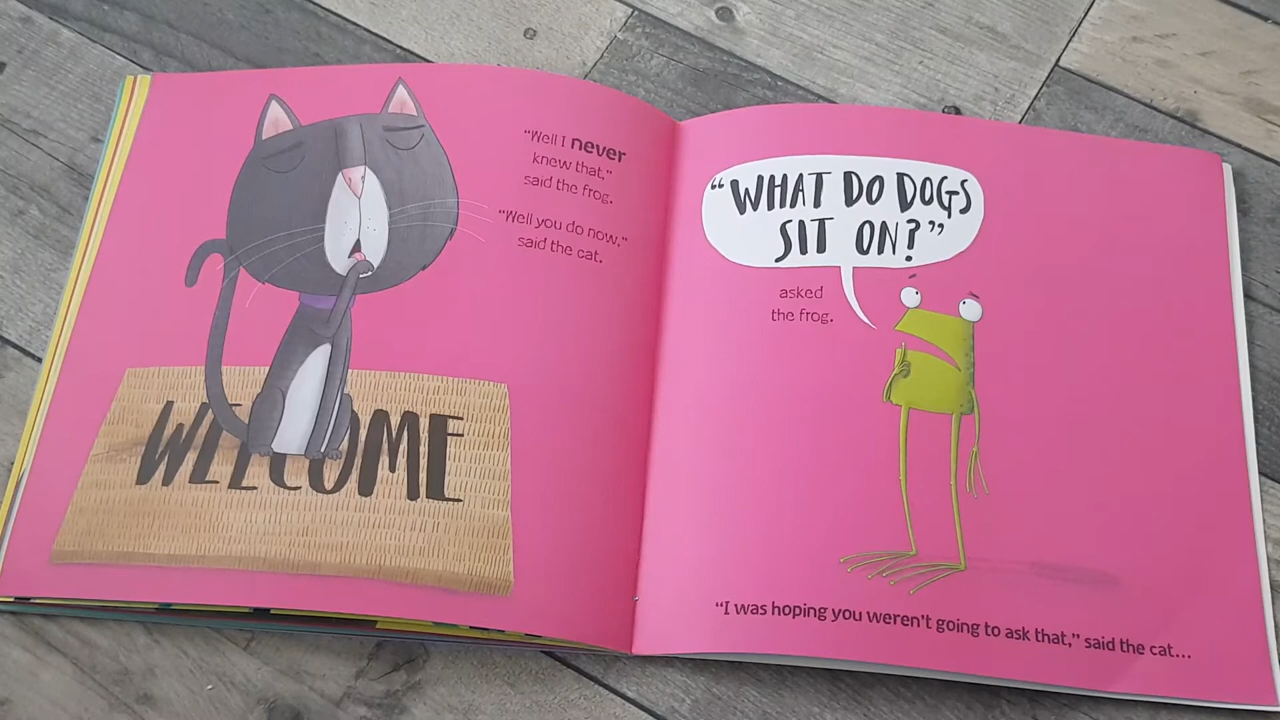 “Well I never
knew that,”
said the frog.
“Well you do now,”
said the cat.
WELCOME
“WHAT DO DOGS
SIT ON?”
asked
the frog.
“I was hoping you weren’t going to ask that,” said the cat...